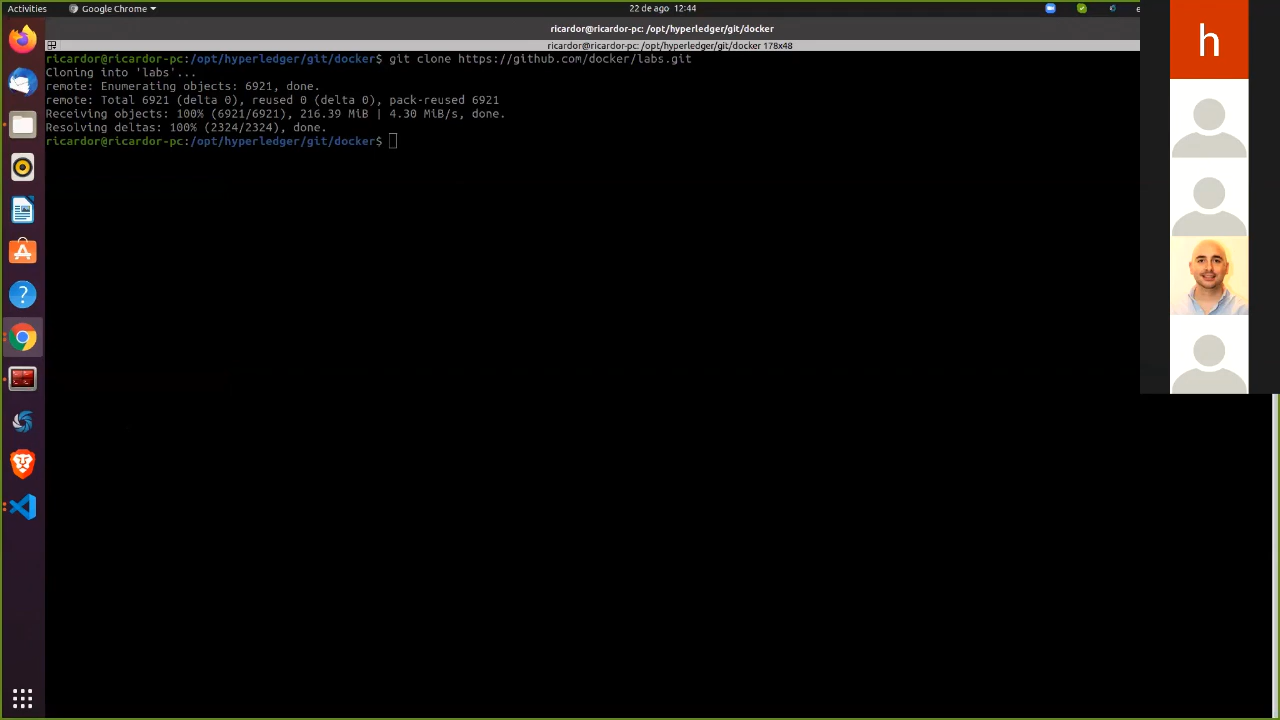 Activities
Google Chrome
22 de ago 12:44
ricardor@ricardor-pc: /opt/hyperledger/git/docker
ricardor@ricardor-pc: /opt/hyperledger/git/docker 178x48
ricardor@ricardor-pc:/opt/hyperledger/git/docker$ git clone https://github.com/docker/labs.git
Cloning into 'labs'...
remote: Enumerating objects: 6921, done.
remote: Total 6921 (delta 0), reused 0 (delta 0), pack-reused 6921
Receiving objects: 100% (6921/6921), 216.39 MiB | 4.30 MiB/s, done.
Resolving deltas: 100% (2324/2324), done.
ricardor@ricardor-pc:/opt/hyperledger/git/docker$
h